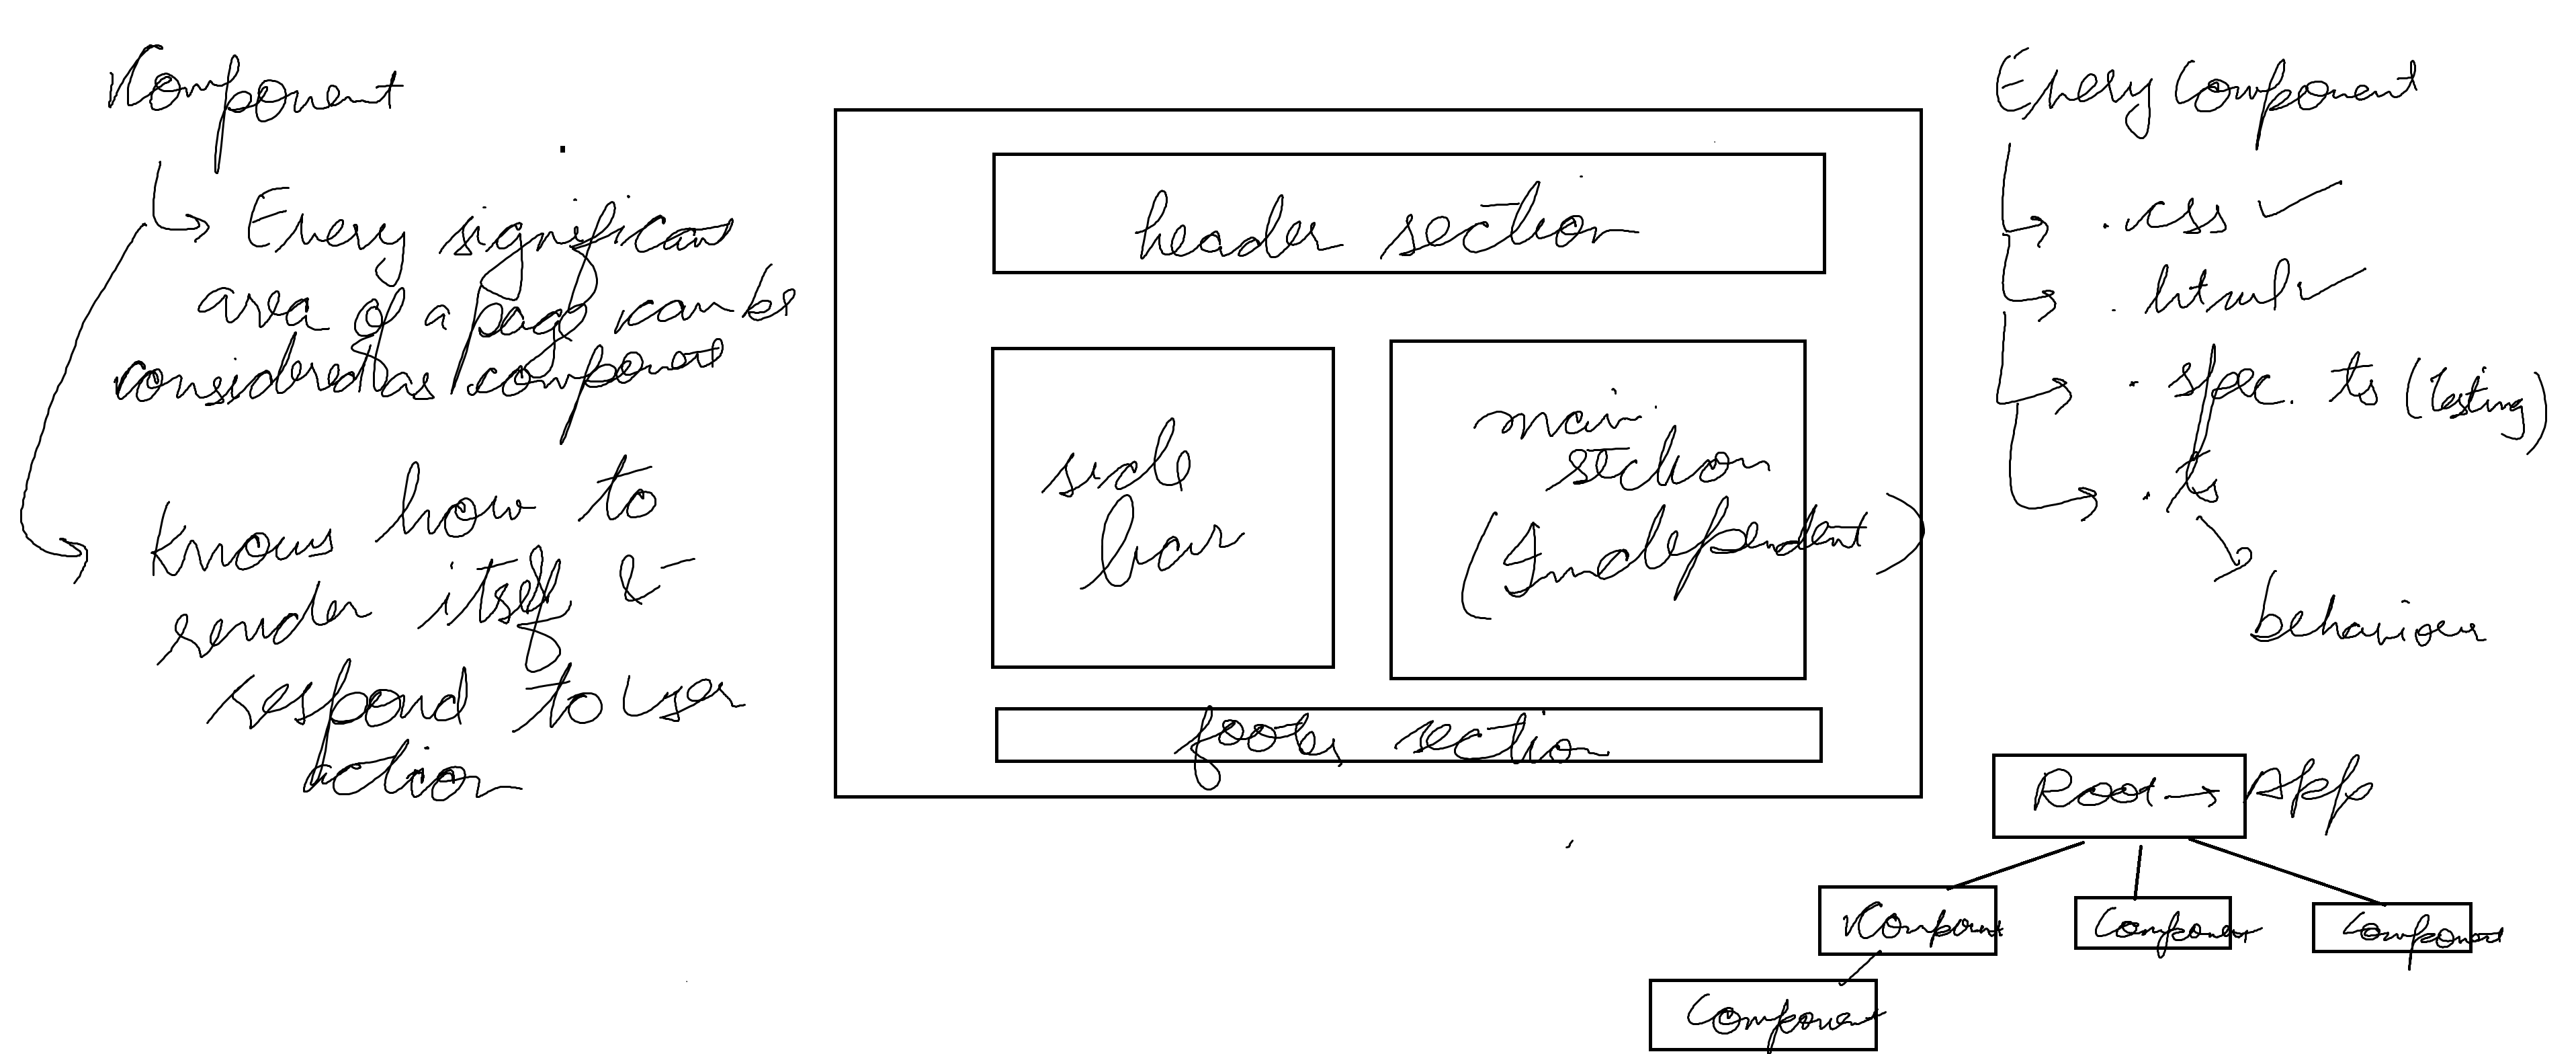 Component
Every significant
area of a page can be
considered as component
Knows how to
render itself &
respond to user
action
header section
side
bar
main
section
(Independent)
footer section
Every Component
.css ✓
.html ✓
.spec.ts (testing)
.ts
behaviour
Root → App
Component
Component
Component
Component